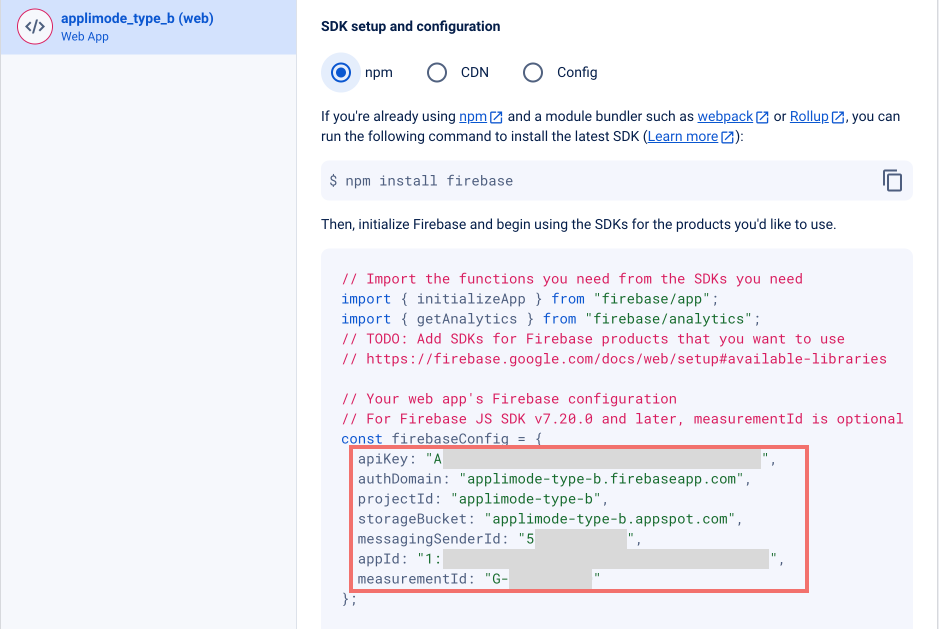 applimode_type_b (web)
Web App
SDK setup and configuration
npm
CDN
Config
If you're already using npm and a module bundler such as webpack or Rollup, you can
run the following command to install the latest SDK (Learn more):
$ npm install firebase
Then, initialize Firebase and begin using the SDKs for the products you'd like to use.
// Import the functions you need from the SDKs you need
import { initializeApp } from "firebase/app";
import { getAnalytics } from "firebase/analytics";
// TODO: Add SDKs for Firebase products that you want to use
// https://firebase.google.com/docs/web/setup#available-libraries
// Your web app's Firebase configuration
// For Firebase JS SDK v7.20.0 and later, measurementId is optional
const firebaseConfig = {
apiKey: "A",
authDomain: "applimode-type-b.firebaseapp.com",
projectId: "applimode-type-b",
storageBucket: "applimode-type-b.appspot.com",
messagingSenderId: "5",
appId: "1:",
measurementId: "G-"
};